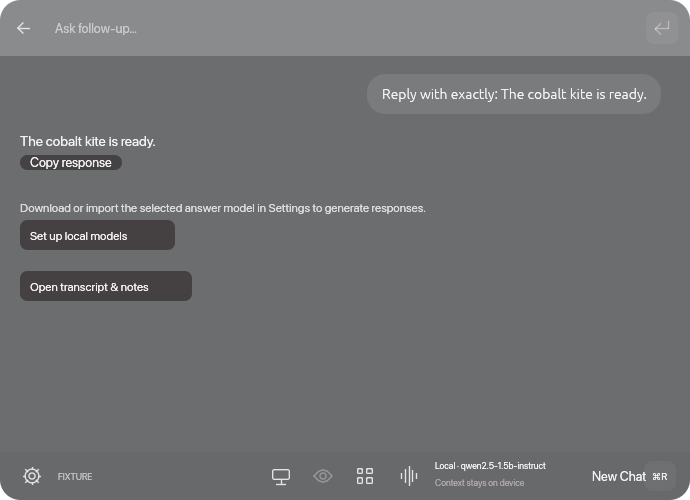 Ask follow-up...
Reply with exactly: The cobalt kite is ready.
The cobalt kite is ready.
Copy response
Download or import the selected answer model in Settings to generate responses.
Set up local models
Open transcript & notes
FIXTURE
Local · qwen2.5-1.5b-instruct
Context stays on device
New Chat ⌘R